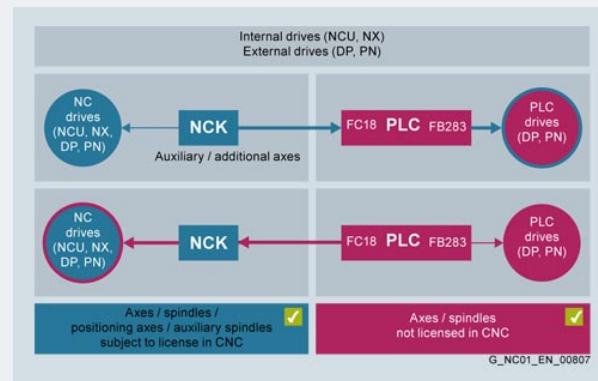 Internal drives (NCU, NX)
External drives (DP, PN)
NC
drives
(NCU, NX,
DP, PN)
NCK
Auxiliary / additional axes
FC18 PLC FB283
PLC
drives
(DP, PN)
NC
drives
(NCU, NX,
DP, PN)
NCK
FC18 PLC FB283
PLC
drives
(DP, PN)
Axes / spindles /
positioning axes / auxiliary spindles
subject to license in CNC
Axes / spindles
not licensed in CNC
G_NC01_EN_00807